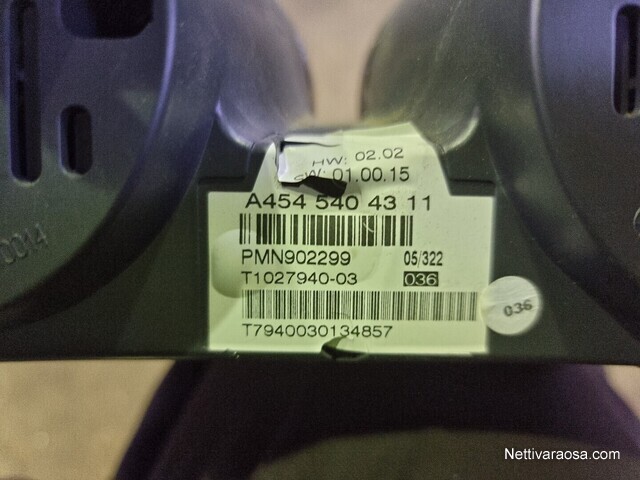 HW: 02.02
SW: 01.00.15
A454 540 43 11
PMN902299 05/322
T1027940-03 036
T7940030134857
036
0014
Nettivaraosa.com